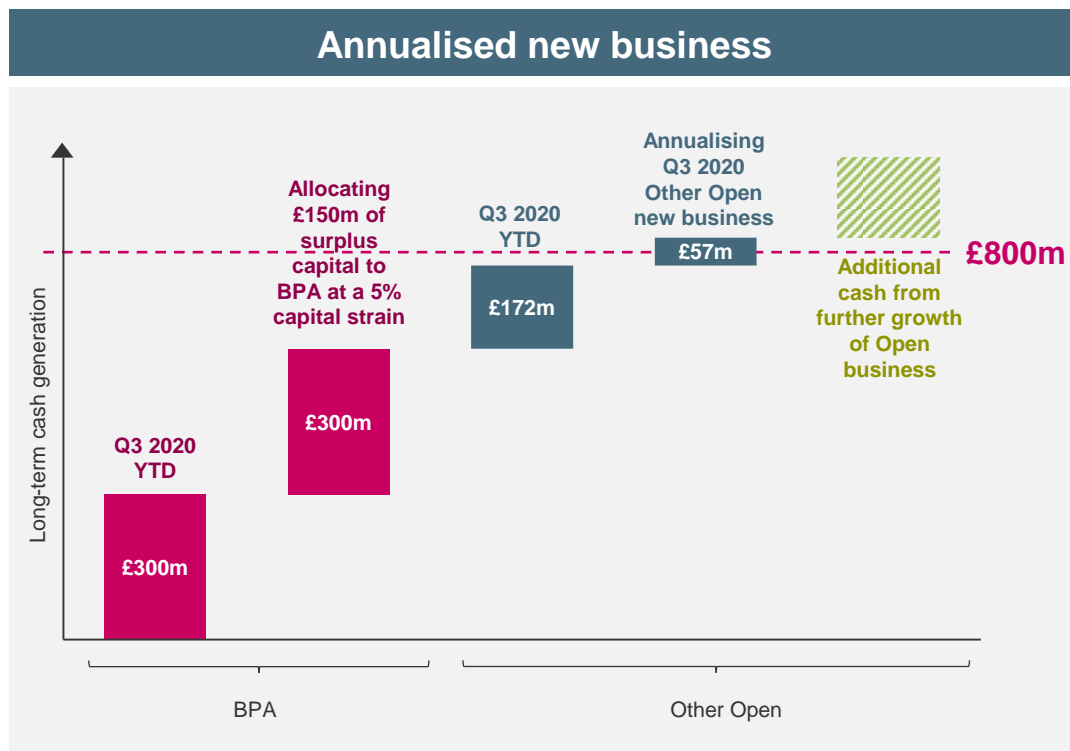 Annualised new business
Long-term cash generation
Q3 2020
YTD
£300m
Allocating
£150m of
surplus
capital to
BPA at a 5%
capital strain
£300m
Q3 2020
YTD
£172m
Annualising
Q3 2020
Other Open
new business
£57m
£800m
Additional
cash from
further growth
of Open
business
BPA
Other Open